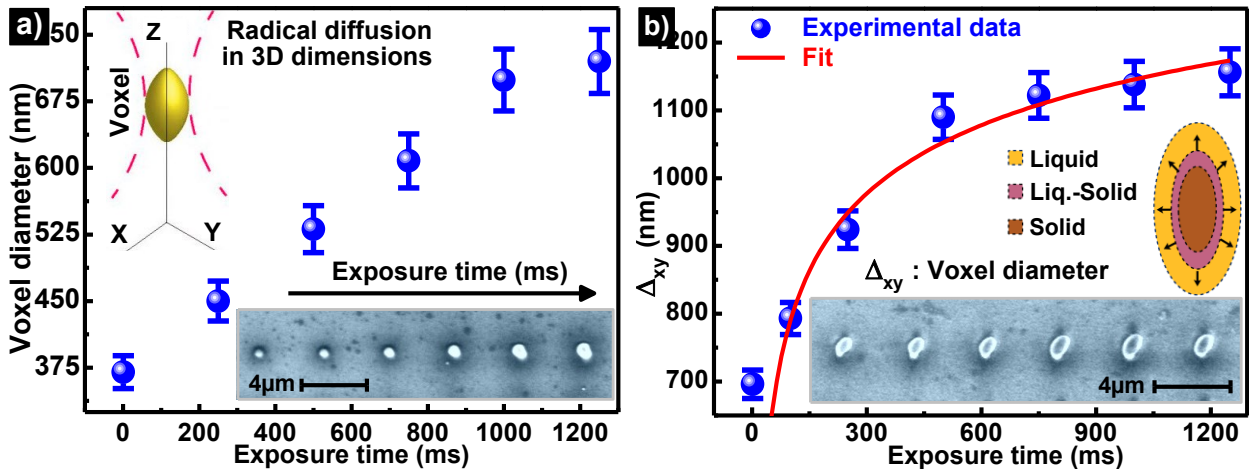 a)
Z
Voxel
X
Y
Radical diffusion
in 3D dimensions
Voxel diameter (nm)
675
600
525
450
375
Exposure time (ms)
4μm
0 200 400 600 800 1000 1200
Exposure time (ms)
b)
Experimental data
Fit
Δxy (nm)
1200
1100
1000
900
800
700
Liquid
Liq.-Solid
Solid
Δxy : Voxel diameter
4μm
0 300 600 900 1200
Exposure time (ms)